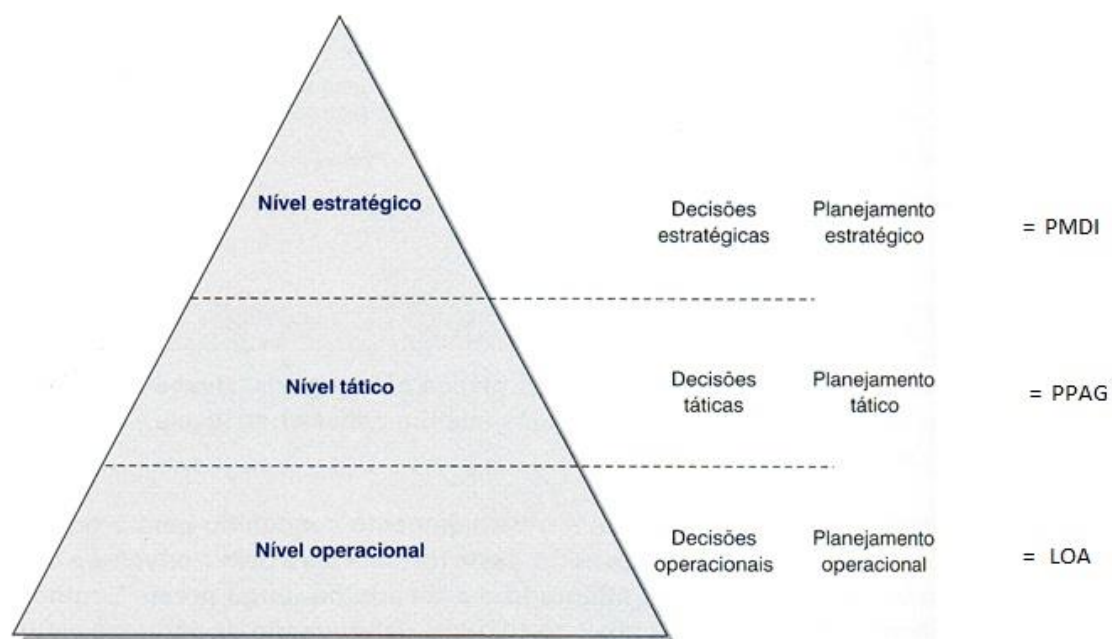 Nível estratégico
Decisões
estratégicas
Planejamento
estratégico
= PMDI
Nível tático
Decisões
táticas
Planejamento
tático
= PPAG
Nível operacional
Decisões
operacionais
Planejamento
operacional
= LOA